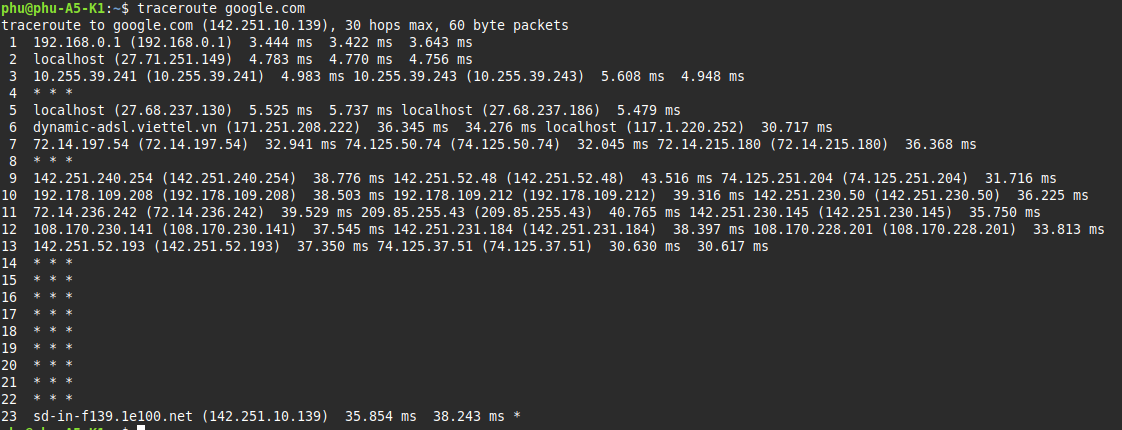 phu@phu-A5-K1:~$ traceroute google.com
traceroute to google.com (142.251.10.139), 30 hops max, 60 byte packets
 1  192.168.0.1 (192.168.0.1)  3.444 ms  3.422 ms  3.643 ms
 2  localhost (27.71.251.149)  4.783 ms  4.770 ms  4.756 ms
 3  10.255.39.241 (10.255.39.241)  4.983 ms 10.255.39.243 (10.255.39.243)  5.608 ms  4.948 ms
 4  * * *
 5  localhost (27.68.237.130)  5.525 ms  5.737 ms localhost (27.68.237.186)  5.479 ms
 6  dynamic-adsl.viettel.vn (171.251.208.222)  36.345 ms  34.276 ms localhost (117.1.220.252)  30.717 ms
 7  72.14.197.54 (72.14.197.54)  32.941 ms 74.125.50.74 (74.125.50.74)  32.045 ms 72.14.215.180 (72.14.215.180)  36.368 ms
 8  * * *
 9  142.251.240.254 (142.251.240.254)  38.776 ms 142.251.52.48 (142.251.52.48)  43.516 ms 74.125.251.204 (74.125.251.204)  31.716 ms
10  192.178.109.208 (192.178.109.208)  38.503 ms 192.178.109.212 (192.178.109.212)  39.316 ms 142.251.230.50 (142.251.230.50)  36.225 ms
11  72.14.236.242 (72.14.236.242)  39.529 ms 209.85.255.43 (209.85.255.43)  40.765 ms 142.251.230.145 (142.251.230.145)  35.750 ms
12  108.170.230.141 (108.170.230.141)  37.545 ms 142.251.231.184 (142.251.231.184)  38.397 ms 108.170.228.201 (108.170.228.201)  33.813 ms
13  142.251.52.193 (142.251.52.193)  37.350 ms 74.125.37.51 (74.125.37.51)  30.630 ms  30.617 ms
14  * * *
15  * * *
16  * * *
17  * * *
18  * * *
19  * * *
20  * * *
21  * * *
22  * * *
23  sd-in-f139.1e100.net (142.251.10.139)  35.854 ms  38.243 ms *